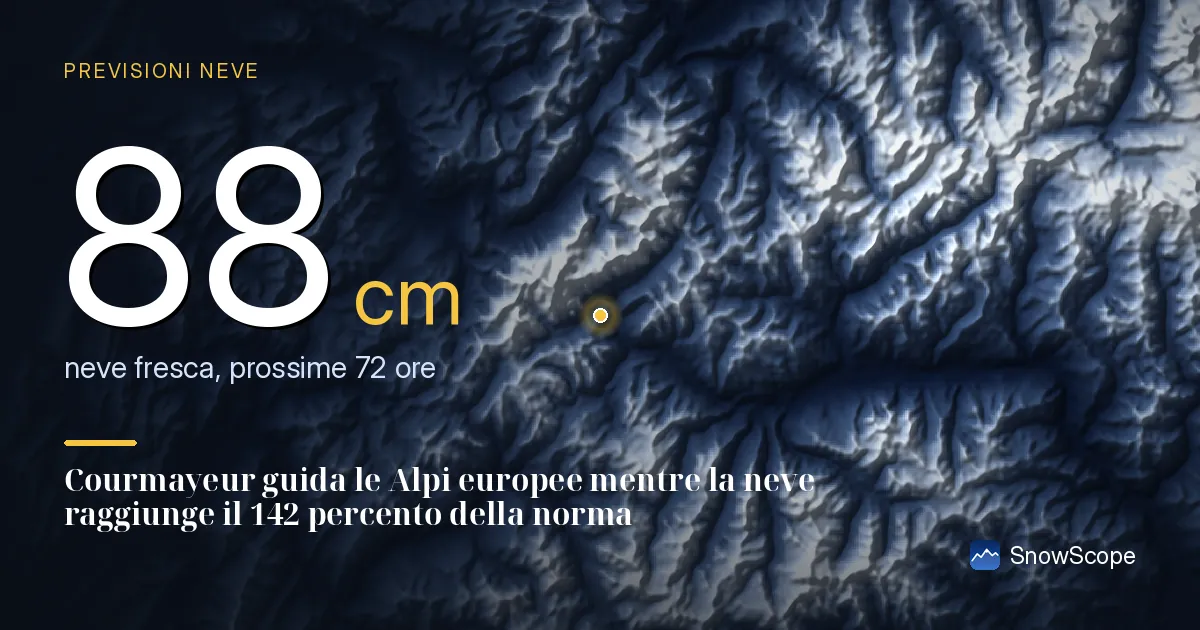 PREVISIONI NEVE
88 cm
neve fresca, prossime 72 ore
Courmayeur guida le Alpi europee mentre la neve
raggiunge il 142 percento della norma
SnowScope